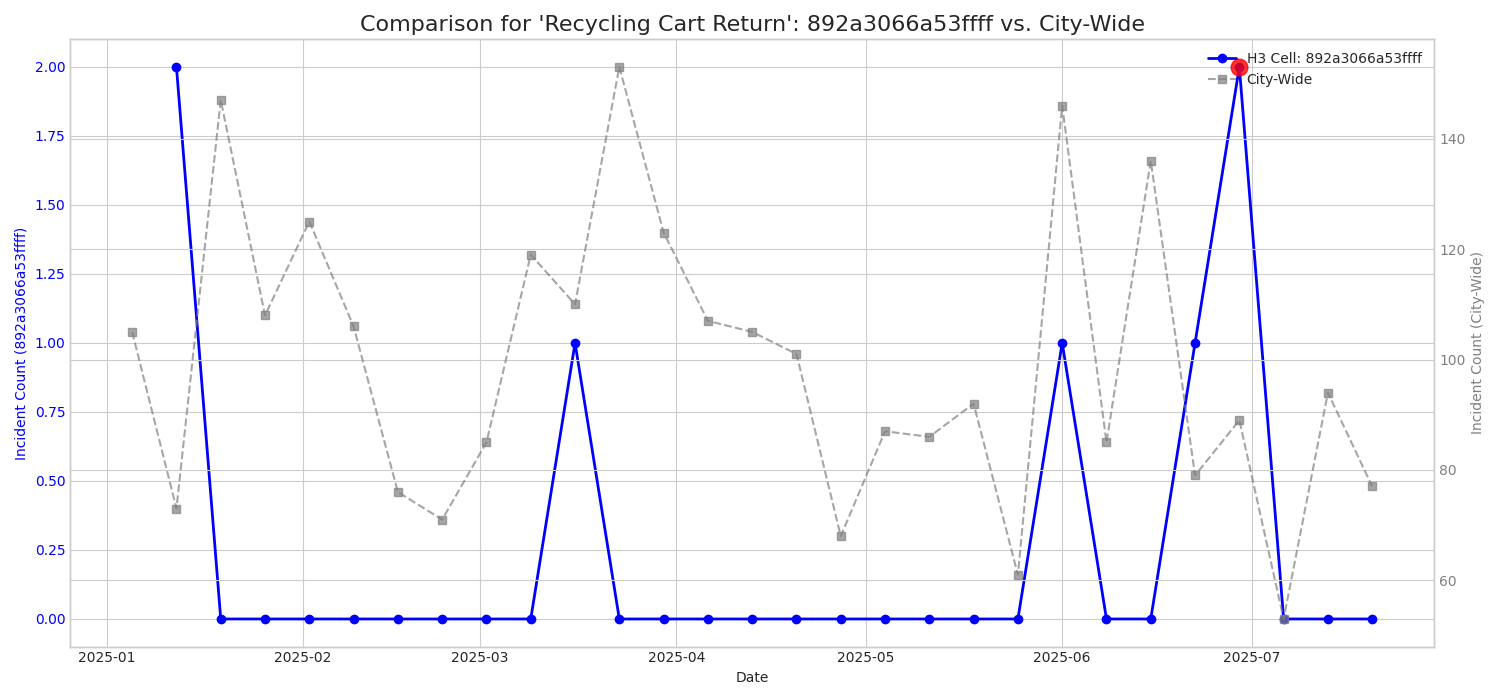 Comparison for 'Recycling Cart Return': 892a3066a53ffff vs. City-Wide
H3 Cell: 892a3066a53ffff
City-Wide
Incident Count (892a3066a53ffff)
2.00
1.75
1.50
1.25
1.00
0.75
0.50
0.25
0.00
140
120
100
80
60
Incident Count (City-Wide)
2025-01 2025-02 2025-03 2025-04 2025-05 2025-06 2025-07
Date